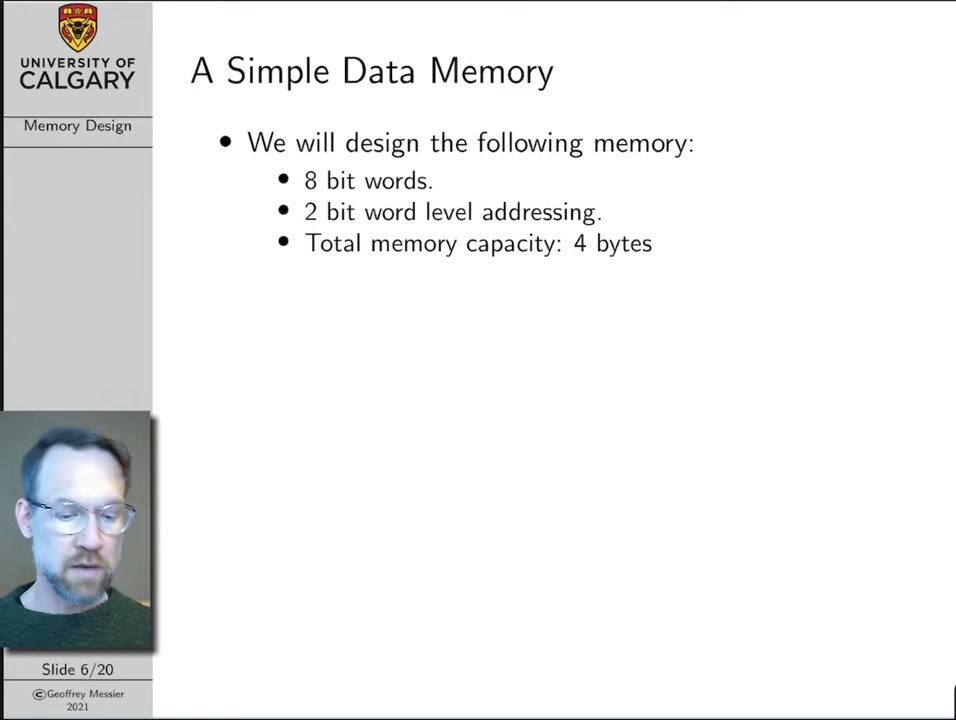 UNIVERSITY OF
CALGARY
Memory Design
A Simple Data Memory
• We will design the following memory:
• 8 bit words.
• 2 bit word level addressing.
• Total memory capacity: 4 bytes
Slide 6/20
©Geoffrey Messier
2021